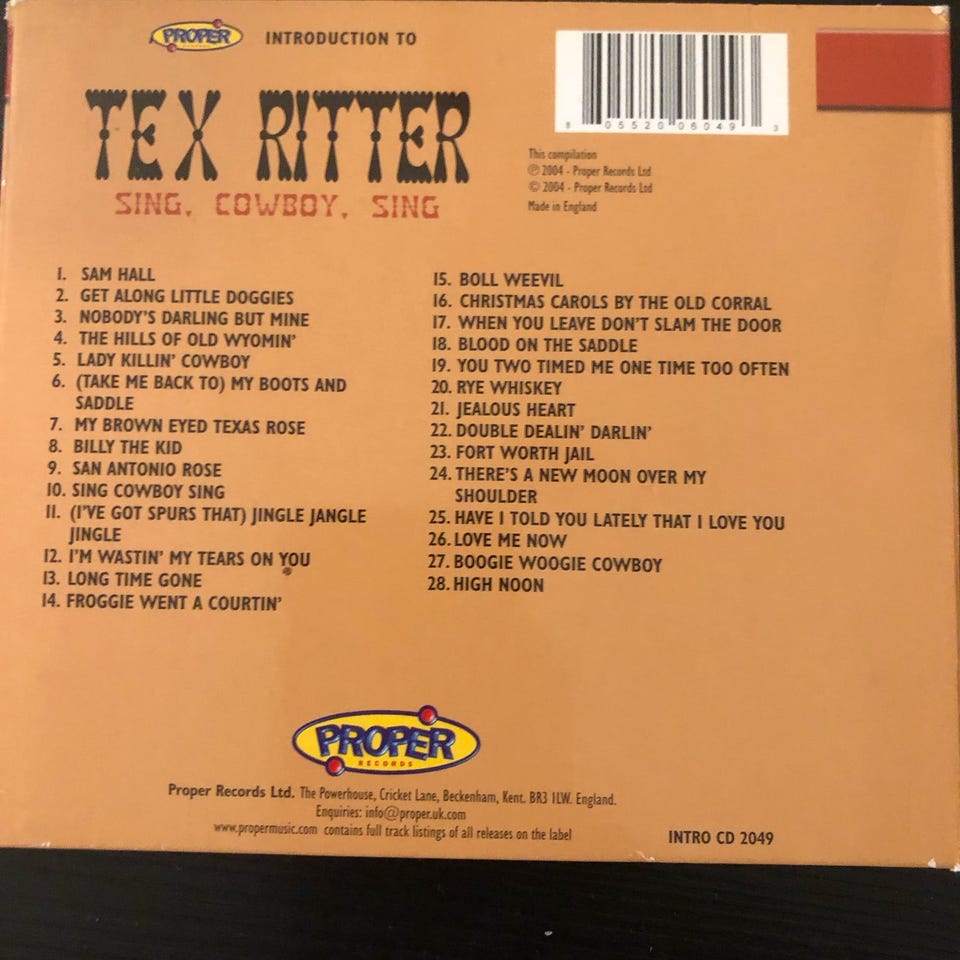 PROPER RECORDS INTRODUCTION TO
TEX RITTER
SING, COWBOY, SING
8 05520 06049 3
This compilation
℗ 2004 - Proper Records Ltd
© 2004 - Proper Records Ltd
Made in England
1. SAM HALL
2. GET ALONG LITTLE DOGGIES
3. NOBODY'S DARLING BUT MINE
4. THE HILLS OF OLD WYOMIN'
5. LADY KILLIN' COWBOY
6. (TAKE ME BACK TO) MY BOOTS AND
SADDLE
7. MY BROWN EYED TEXAS ROSE
8. BILLY THE KID
9. SAN ANTONIO ROSE
10. SING COWBOY SING
11. (I'VE GOT SPURS THAT) JINGLE JANGLE
JINGLE
12. I'M WASTIN' MY TEARS ON YOU
13. LONG TIME GONE
14. FROGGIE WENT A COURTIN'
15. BOLL WEEVIL
16. CHRISTMAS CAROLS BY THE OLD CORRAL
17. WHEN YOU LEAVE DON'T SLAM THE DOOR
18. BLOOD ON THE SADDLE
19. YOU TWO TIMED ME ONE TIME TOO OFTEN
20. RYE WHISKEY
21. JEALOUS HEART
22. DOUBLE DEALIN' DARLIN'
23. FORT WORTH JAIL
24. THERE'S A NEW MOON OVER MY
SHOULDER
25. HAVE I TOLD YOU LATELY THAT I LOVE YOU
26. LOVE ME NOW
27. BOOGIE WOOGIE COWBOY
28. HIGH NOON
PROPER
RECORDS
Proper Records Ltd. The Powerhouse, Cricket Lane, Beckenham, Kent. BR3 1LW. England.
Enquiries: info@proper.uk.com
www.propermusic.com contains full track listings of all releases on the label
INTRO CD 2049